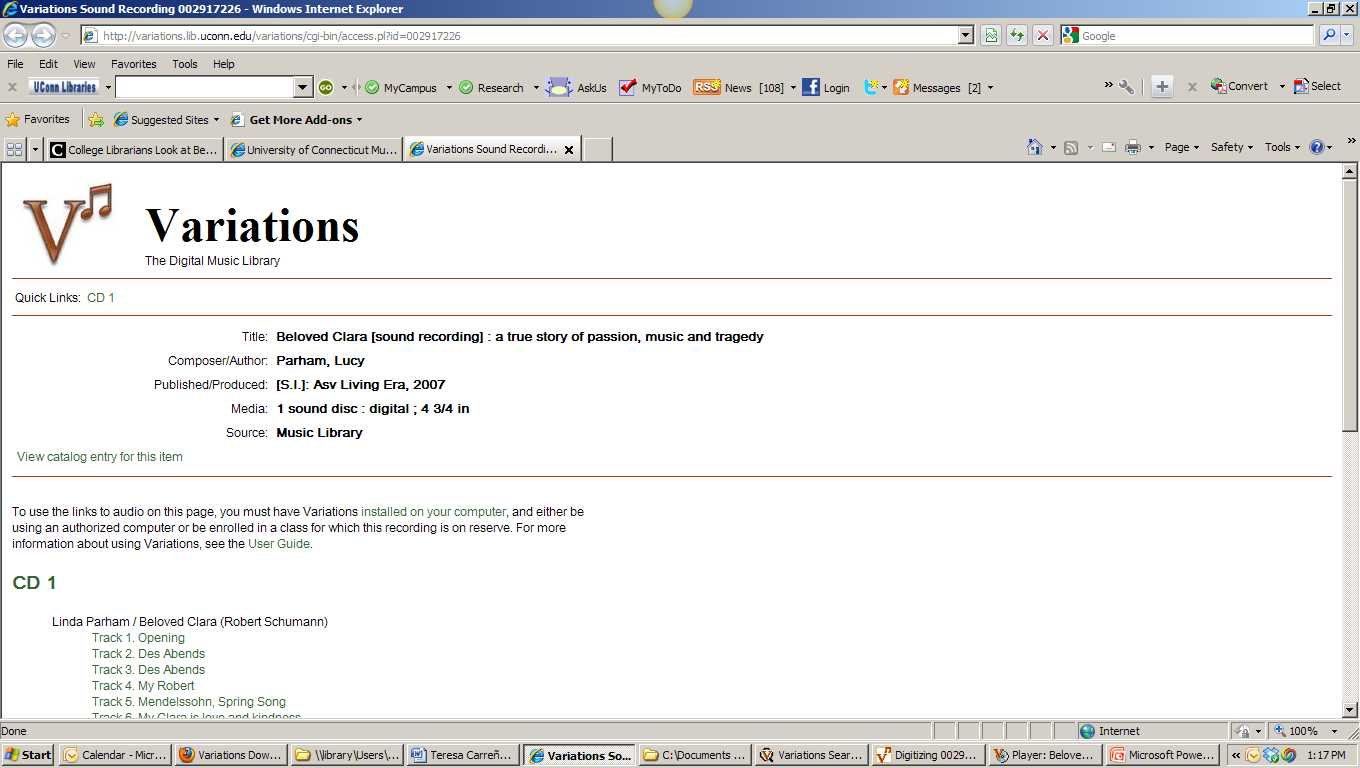 Variations Sound Recording 002917226 - Windows Internet Explorer
http://variations.lib.uconn.edu/variations/cgi-bin/access.pl?id=002917226
Google
File Edit View Favorites Tools Help
x UConn Libraries GO MyCampus Research AskUs MyToDo RSS News [108] Login Messages [2] » x Convert Select
Favorites Suggested Sites Get More Add-ons
C College Librarians Look at Be... University of Connecticut Mu... Variations Sound Recordi... Page Safety Tools »
V
Variations
The Digital Music Library
Quick Links: CD 1
Title: Beloved Clara [sound recording] : a true story of passion, music and tragedy
Composer/Author: Parham, Lucy
Published/Produced: [S.I.]: Asv Living Era, 2007
Media: 1 sound disc : digital ; 4 3/4 in
Source: Music Library
View catalog entry for this item
To use the links to audio on this page, you must have Variations installed on your computer, and either be
using an authorized computer or be enrolled in a class for which this recording is on reserve. For more
information about using Variations, see the User Guide.
CD 1
Linda Parham / Beloved Clara (Robert Schumann)
Track 1. Opening
Track 2. Des Abends
Track 3. Des Abends
Track 4. My Robert
Track 5. Mendelssohn, Spring Song
Track 6. My Clara is love and kindness
Done Internet 100%
Start Calendar - Micr... Variations Dow... \\library\Users\... Teresa Carreñ... Variations So... C:\Documents ... Variations Sear... Digitizing 0029... Player: Belove... Microsoft Powe... « 1:17 PM